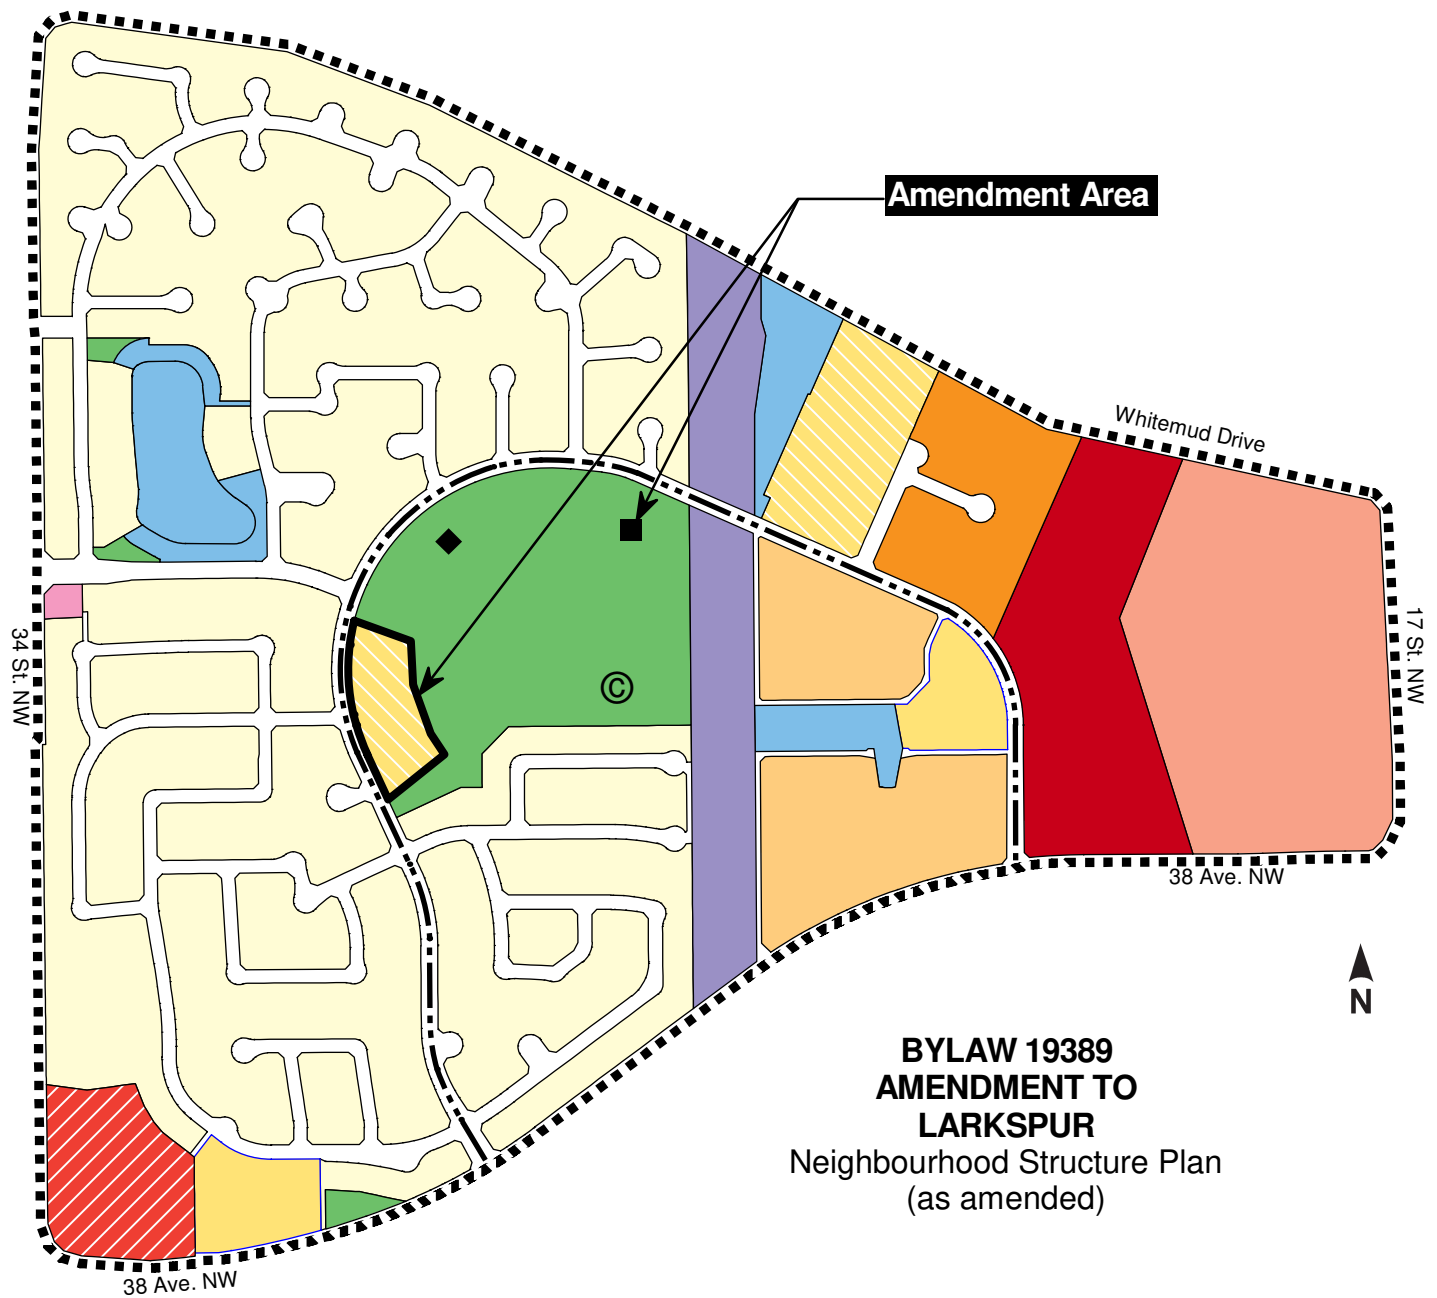 Amendment Area
Whitemud Drive
34 St. NW
17 St. NW
©
38 Ave. NW
N
BYLAW 19389
AMENDMENT TO
LARKSPUR
Neighbourhood Structure Plan
(as amended)
38 Ave. NW